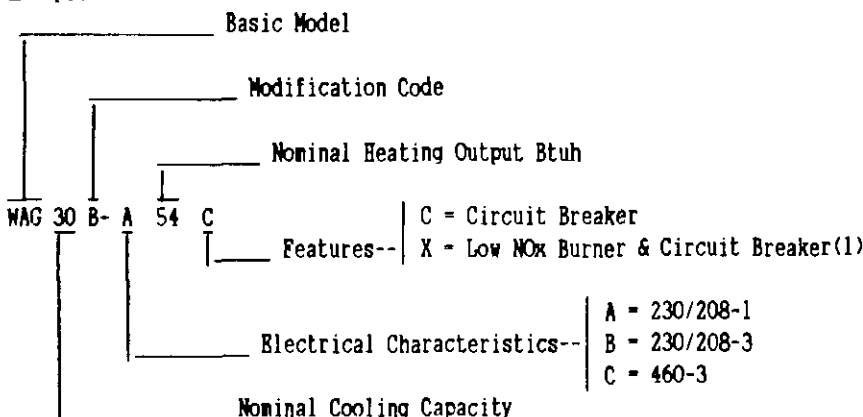 Basic Model
Modification Code
Nominal Heating Output Btuh
WAG 30 B- A 54 C
C = Circuit Breaker
Features--
X = Low NOx Burner & Circuit Breaker(1)
A = 230/208-1
Electrical Characteristics--
B = 230/208-3
C = 460-3
Nominal Cooling Capacity